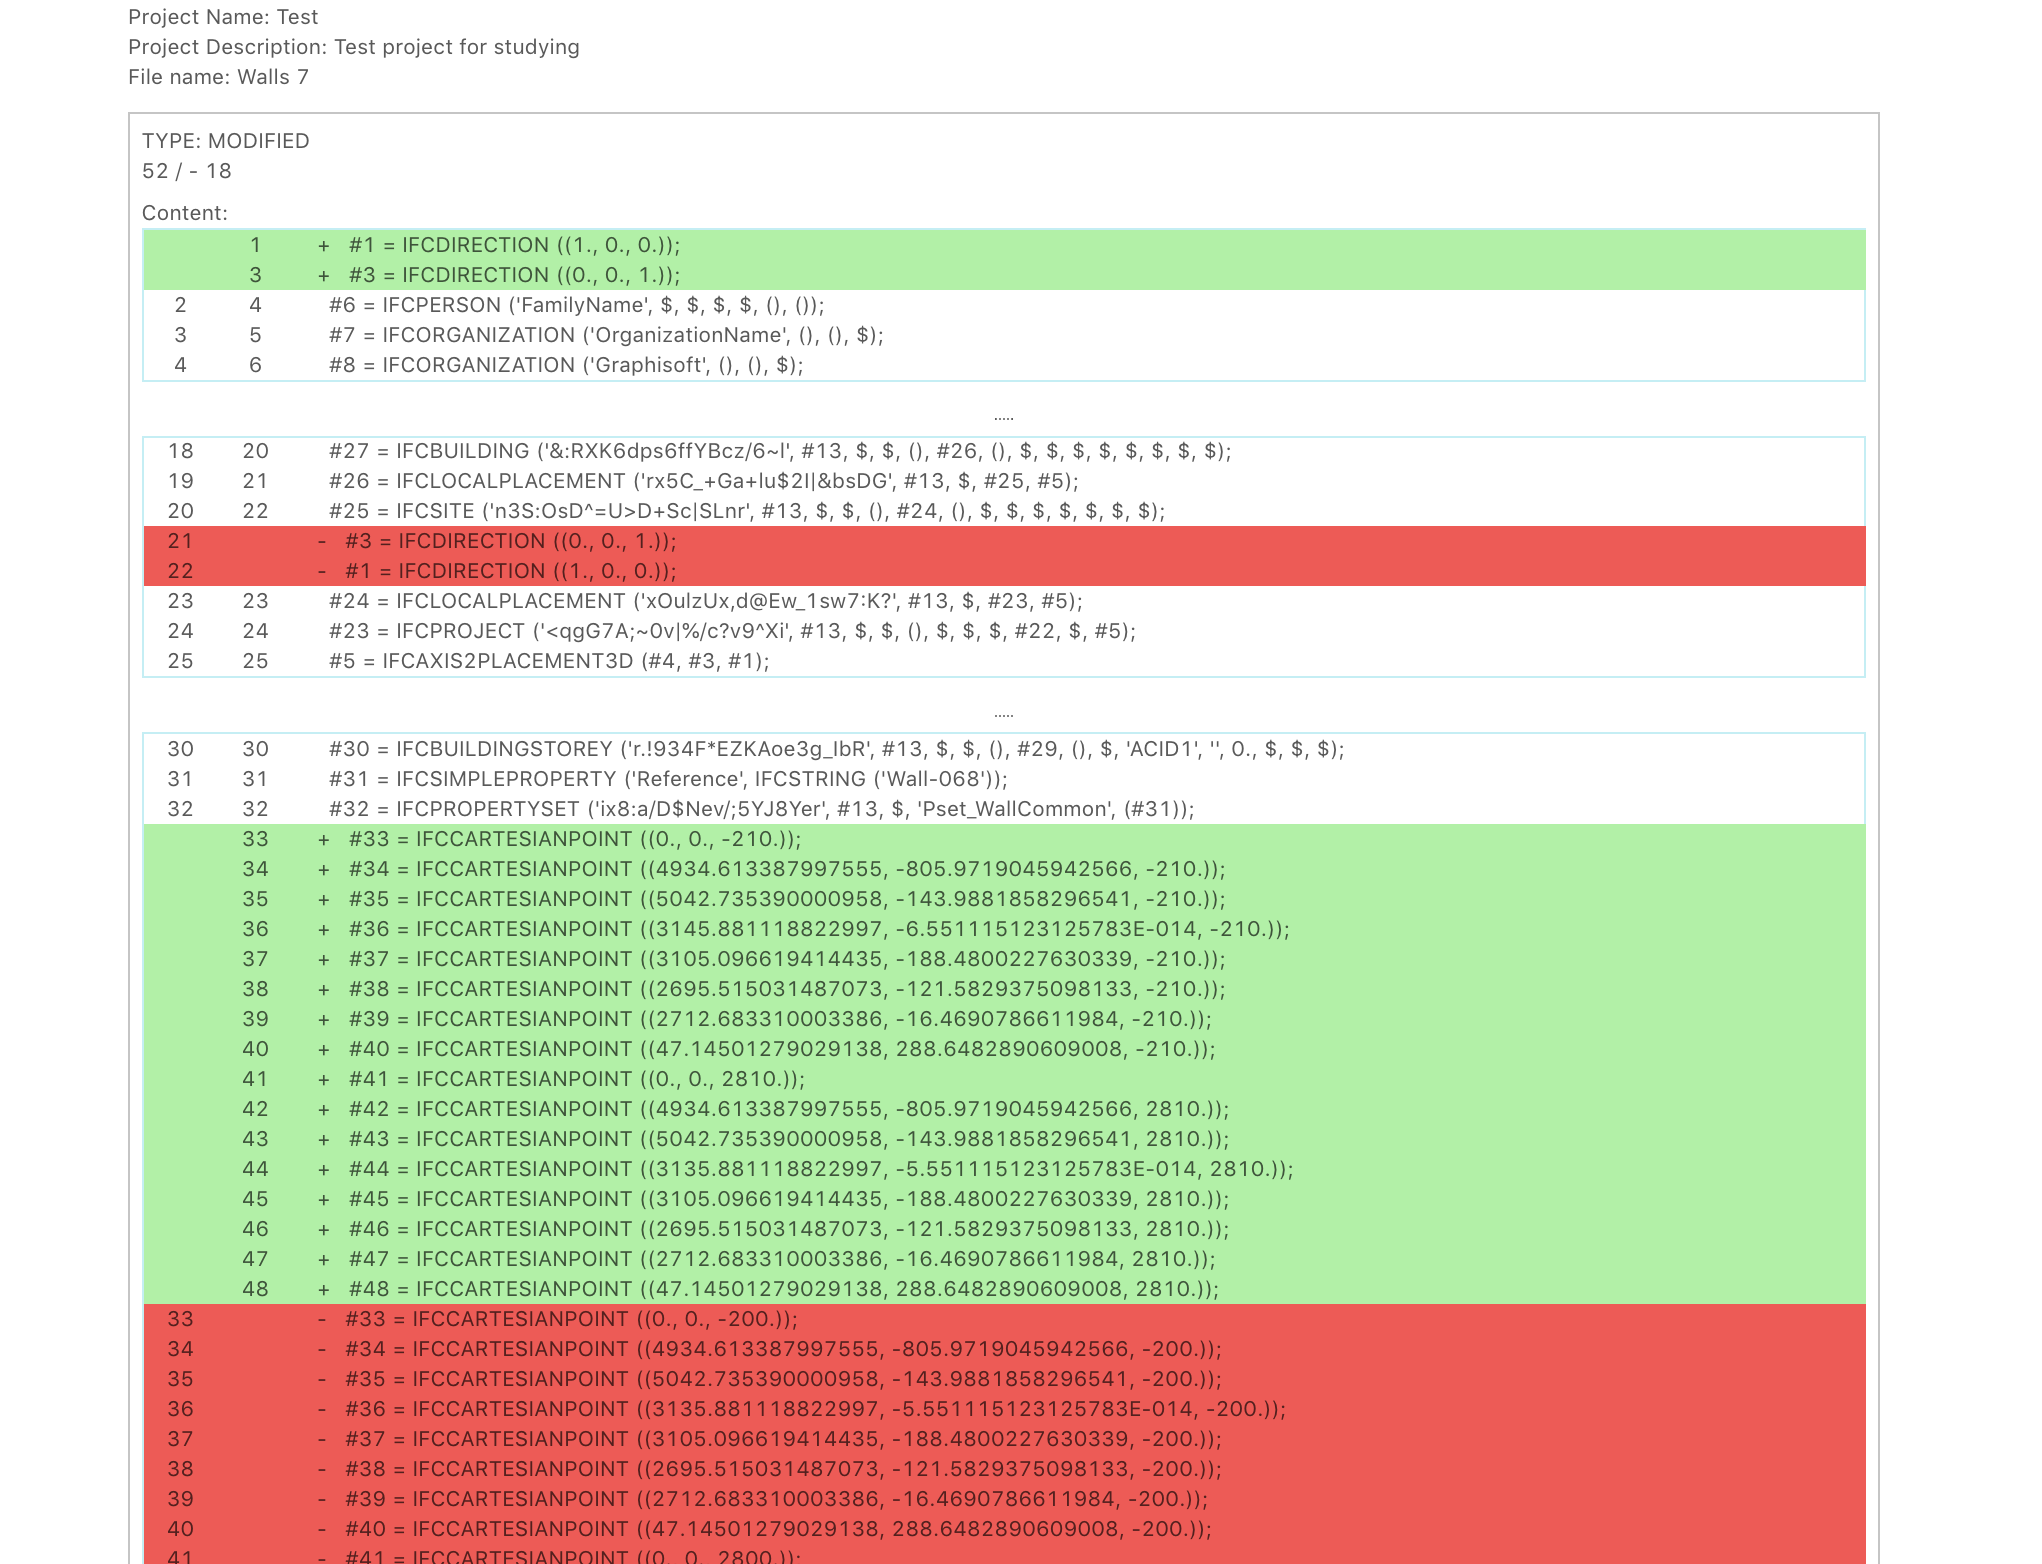 Project Name: Test
Project Description: Test project for studying
File name: Walls 7
TYPE: MODIFIED
52 / - 18
Content:
1 + #1 = IFCDIRECTION ((1., 0., 0.));
3 + #3 = IFCDIRECTION ((0., 0., 1.));
2 4 #6 = IFCPERSON ('FamilyName', $, $, $, $, (), ());
3 5 #7 = IFCORGANIZATION ('OrganizationName', (), (), $);
4 6 #8 = IFCORGANIZATION ('Graphisoft', (), (), $);
.....
18 20 #27 = IFCBUILDING ('&:RXK6dps6ffYBcz/6~l', #13, $, $, (), #26, (), $, $, $, $, $, $, $, $);
19 21 #26 = IFCLOCALPLACEMENT ('rx5C_+Ga+lu$2I|&bsDG', #13, $, #25, #5);
20 22 #25 = IFCSITE ('n3S:OsD^=U>D+Sc|SLnr', #13, $, $, (), #24, (), $, $, $, $, $, $, $);
21 - #3 = IFCDIRECTION ((0., 0., 1.));
22 - #1 = IFCDIRECTION ((1., 0., 0.));
23 23 #24 = IFCLOCALPLACEMENT ('xOulzUx,d@Ew_1sw7:K?', #13, $, #23, #5);
24 24 #23 = IFCPROJECT ('<qgG7A;~0v|%/c?v9^Xi', #13, $, $, (), $, $, $, #22, $, #5);
25 25 #5 = IFCAXIS2PLACEMENT3D (#4, #3, #1);
.....
30 30 #30 = IFCBUILDINGSTOREY ('r.!934F*EZKAoe3g_lbR', #13, $, $, (), #29, (), $, 'ACID1', '', 0., $, $, $);
31 31 #31 = IFCSIMPLEPROPERTY ('Reference', IFCSTRING ('Wall-068'));
32 32 #32 = IFCPROPERTYSET ('ix8:a/D$Nev/;5YJ8Yer', #13, $, 'Pset_WallCommon', (#31));
33 + #33 = IFCCARTESIANPOINT ((0., 0., -210.));
34 + #34 = IFCCARTESIANPOINT ((4934.613387997555, -805.9719045942566, -210.));
35 + #35 = IFCCARTESIANPOINT ((5042.735390000958, -143.9881858296541, -210.));
36 + #36 = IFCCARTESIANPOINT ((3145.881118822997, -6.551115123125783E-014, -210.));
37 + #37 = IFCCARTESIANPOINT ((3105.096619414435, -188.4800227630339, -210.));
38 + #38 = IFCCARTESIANPOINT ((2695.515031487073, -121.5829375098133, -210.));
39 + #39 = IFCCARTESIANPOINT ((2712.683310003386, -16.4690786611984, -210.));
40 + #40 = IFCCARTESIANPOINT ((47.14501279029138, 288.6482890609008, -210.));
41 + #41 = IFCCARTESIANPOINT ((0., 0., 2810.));
42 + #42 = IFCCARTESIANPOINT ((4934.613387997555, -805.9719045942566, 2810.));
43 + #43 = IFCCARTESIANPOINT ((5042.735390000958, -143.9881858296541, 2810.));
44 + #44 = IFCCARTESIANPOINT ((3135.881118822997, -5.551115123125783E-014, 2810.));
45 + #45 = IFCCARTESIANPOINT ((3105.096619414435, -188.4800227630339, 2810.));
46 + #46 = IFCCARTESIANPOINT ((2695.515031487073, -121.5829375098133, 2810.));
47 + #47 = IFCCARTESIANPOINT ((2712.683310003386, -16.4690786611984, 2810.));
48 + #48 = IFCCARTESIANPOINT ((47.14501279029138, 288.6482890609008, 2810.));
33 - #33 = IFCCARTESIANPOINT ((0., 0., -200.));
34 - #34 = IFCCARTESIANPOINT ((4934.613387997555, -805.9719045942566, -200.));
35 - #35 = IFCCARTESIANPOINT ((5042.735390000958, -143.9881858296541, -200.));
36 - #36 = IFCCARTESIANPOINT ((3135.881118822997, -5.551115123125783E-014, -200.));
37 - #37 = IFCCARTESIANPOINT ((3105.096619414435, -188.4800227630339, -200.));
38 - #38 = IFCCARTESIANPOINT ((2695.515031487073, -121.5829375098133, -200.));
39 - #39 = IFCCARTESIANPOINT ((2712.683310003386, -16.4690786611984, -200.));
40 - #40 = IFCCARTESIANPOINT ((47.14501279029138, 288.6482890609008, -200.));
41 - #41 = IFCCARTESIANPOINT ((0., 0., 2800.));